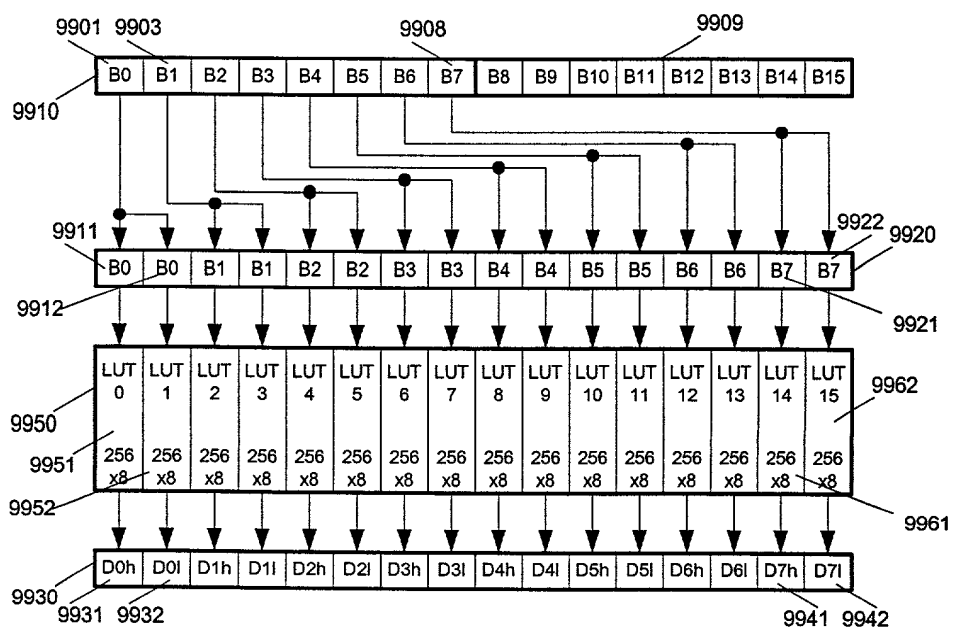 9901 9903 9908 9909
B0 B1 B2 B3 B4 B5 B6 B7 B8 B9 B10 B11 B12 B13 B14 B15
9910
9911 9922
9920
B0 B0 B1 B1 B2 B2 B3 B3 B4 B4 B5 B5 B6 B6 B7 B7
9912 9921
LUT LUT LUT LUT LUT LUT LUT LUT LUT LUT LUT LUT LUT LUT LUT LUT
0 1 2 3 4 5 6 7 8 9 10 11 12 13 14 15
9962
9950
9951
256 256 256 256 256 256 256 256 256 256 256 256 256 256 256 256
x8 x8 x8 x8 x8 x8 x8 x8 x8 x8 x8 x8 x8 x8 x8 x8
9952 9961
D0h D0l D1h D1l D2h D2l D3h D3l D4h D4l D5h D5l D6h D6l D7h D7l
9930
9931 9932 9941 9942